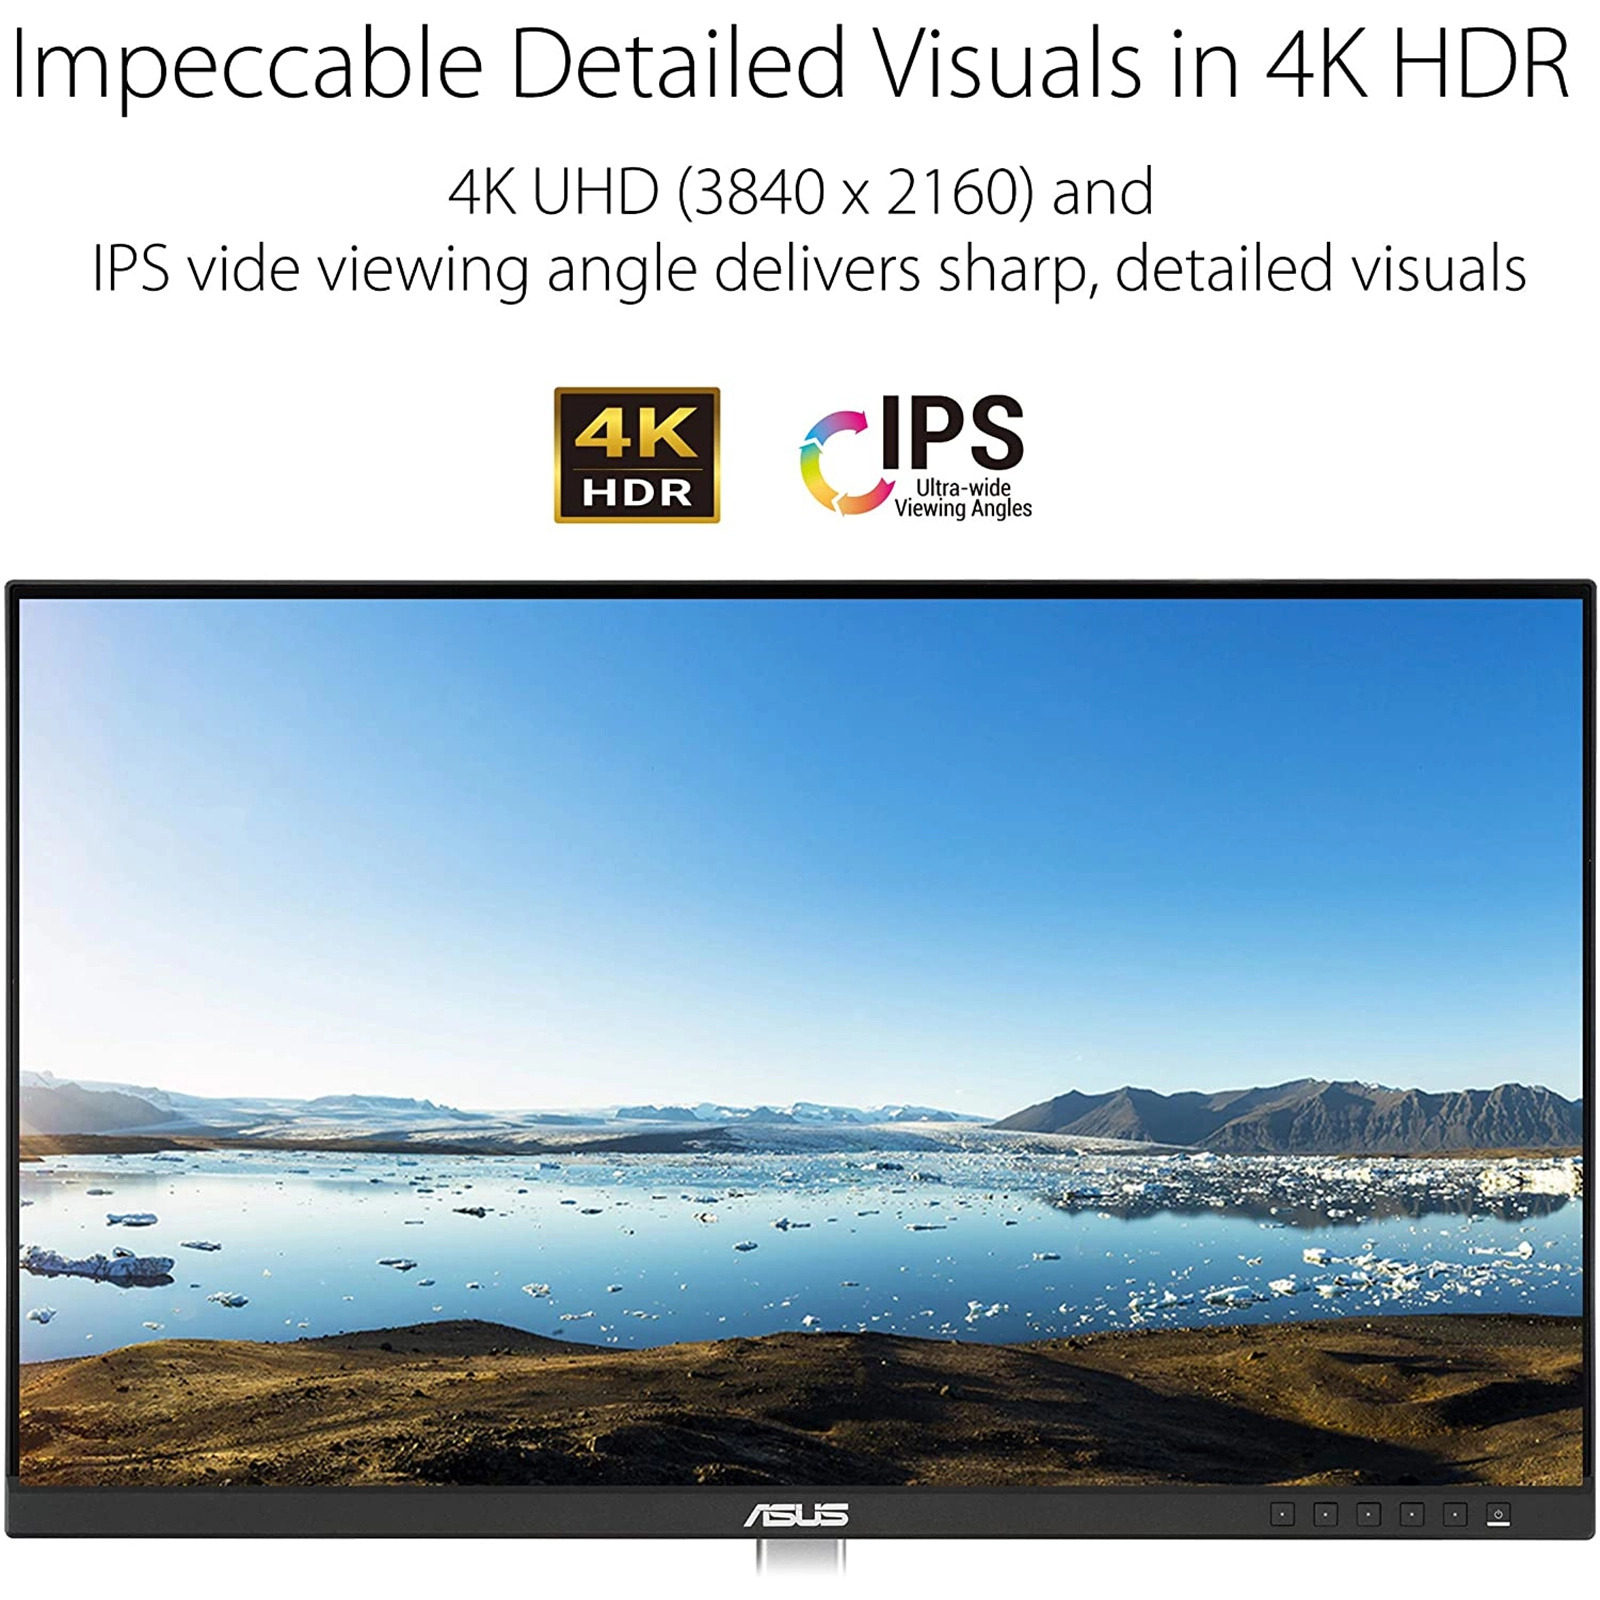 Impeccable Detailed Visuals in 4K HDR
4K UHD (3840 x 2160) and
IPS vide viewing angle delivers sharp, detailed visuals
4K
HDR
IPS
Ultra-wide
Viewing Angles
ASUS